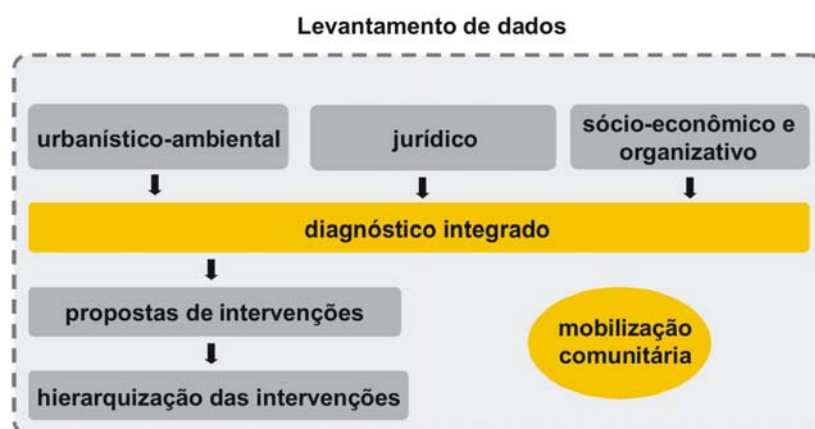 Levantamento de dados
urbanístico-ambiental
jurídico
sócio-econômico e
organizativo
diagnóstico integrado
propostas de intervenções
mobilização
comunitária
hierarquização das intervenções